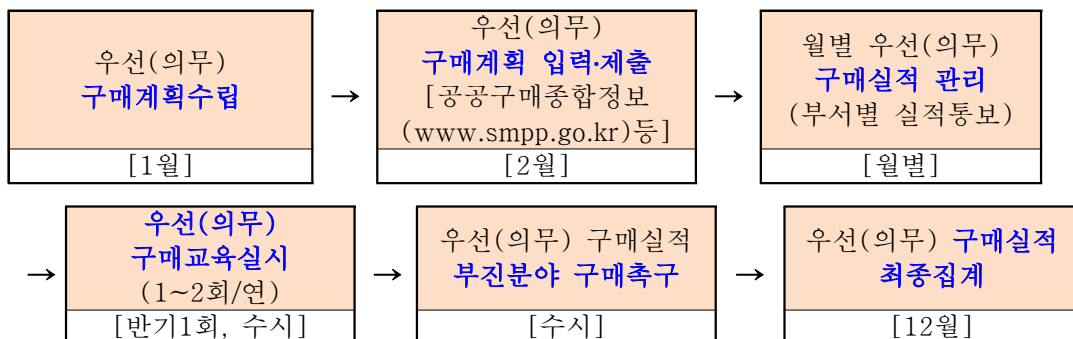 우선(의무)
구매계획수립
[1월]
→
우선(의무)
구매계획 입력·제출
[공공구매종합정보
(www.smpp.go.kr)등]
[2월]
→
월별 우선(의무)
구매실적 관리
(부서별 실적통보)
[월별]
→
우선(의무)
구매교육실시
(1~2회/연)
[반기1회, 수시]
→
우선(의무) 구매실적
부진분야 구매촉구
[수시]
→
우선(의무) 구매실적
최종집계
[12월]